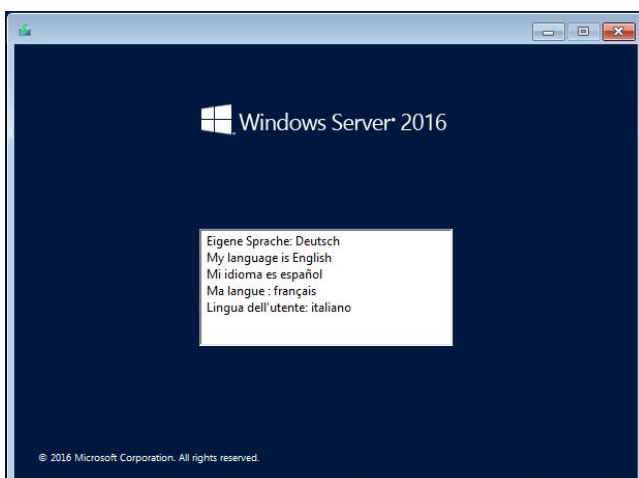 Windows Server 2016
Eigene Sprache: Deutsch
My language is English
Mi idioma es español
Ma langue : français
Lingua dell'utente: italiano
© 2016 Microsoft Corporation. All rights reserved.